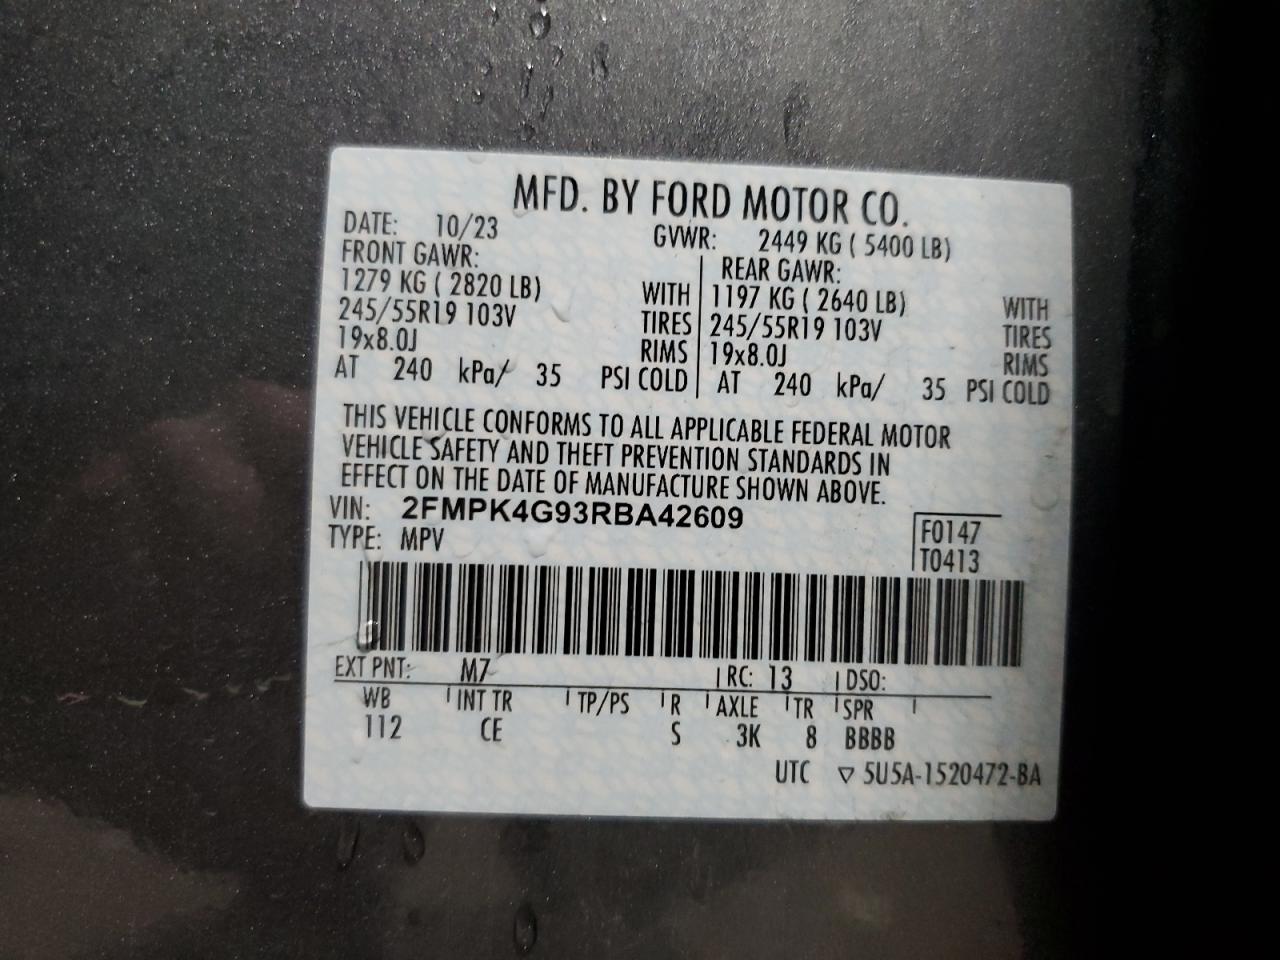 MFD. BY FORD MOTOR CO.
DATE: 10/23 GVWR: 2449 KG ( 5400 LB)
FRONT GAWR: REAR GAWR:
1279 KG ( 2820 LB) WITH 1197 KG ( 2640 LB) WITH
245/55R19 103V TIRES 245/55R19 103V TIRES
19x8.0J RIMS 19x8.0J RIMS
AT 240 kPa/ 35 PSI COLD AT 240 kPa/ 35 PSI COLD
THIS VEHICLE CONFORMS TO ALL APPLICABLE FEDERAL MOTOR
VEHICLE SAFETY AND THEFT PREVENTION STANDARDS IN
EFFECT ON THE DATE OF MANUFACTURE SHOWN ABOVE.
VIN: 2FMPK4G93RBA42609
TYPE: MPV
F0147
T0413
EXT PNT: M7 RC: 13 DSO:
WB INT TR TP/PS R AXLE TR SPR
112 CE S 3K 8 BBBB
UTC ▽ 5U5A-1520472-BA